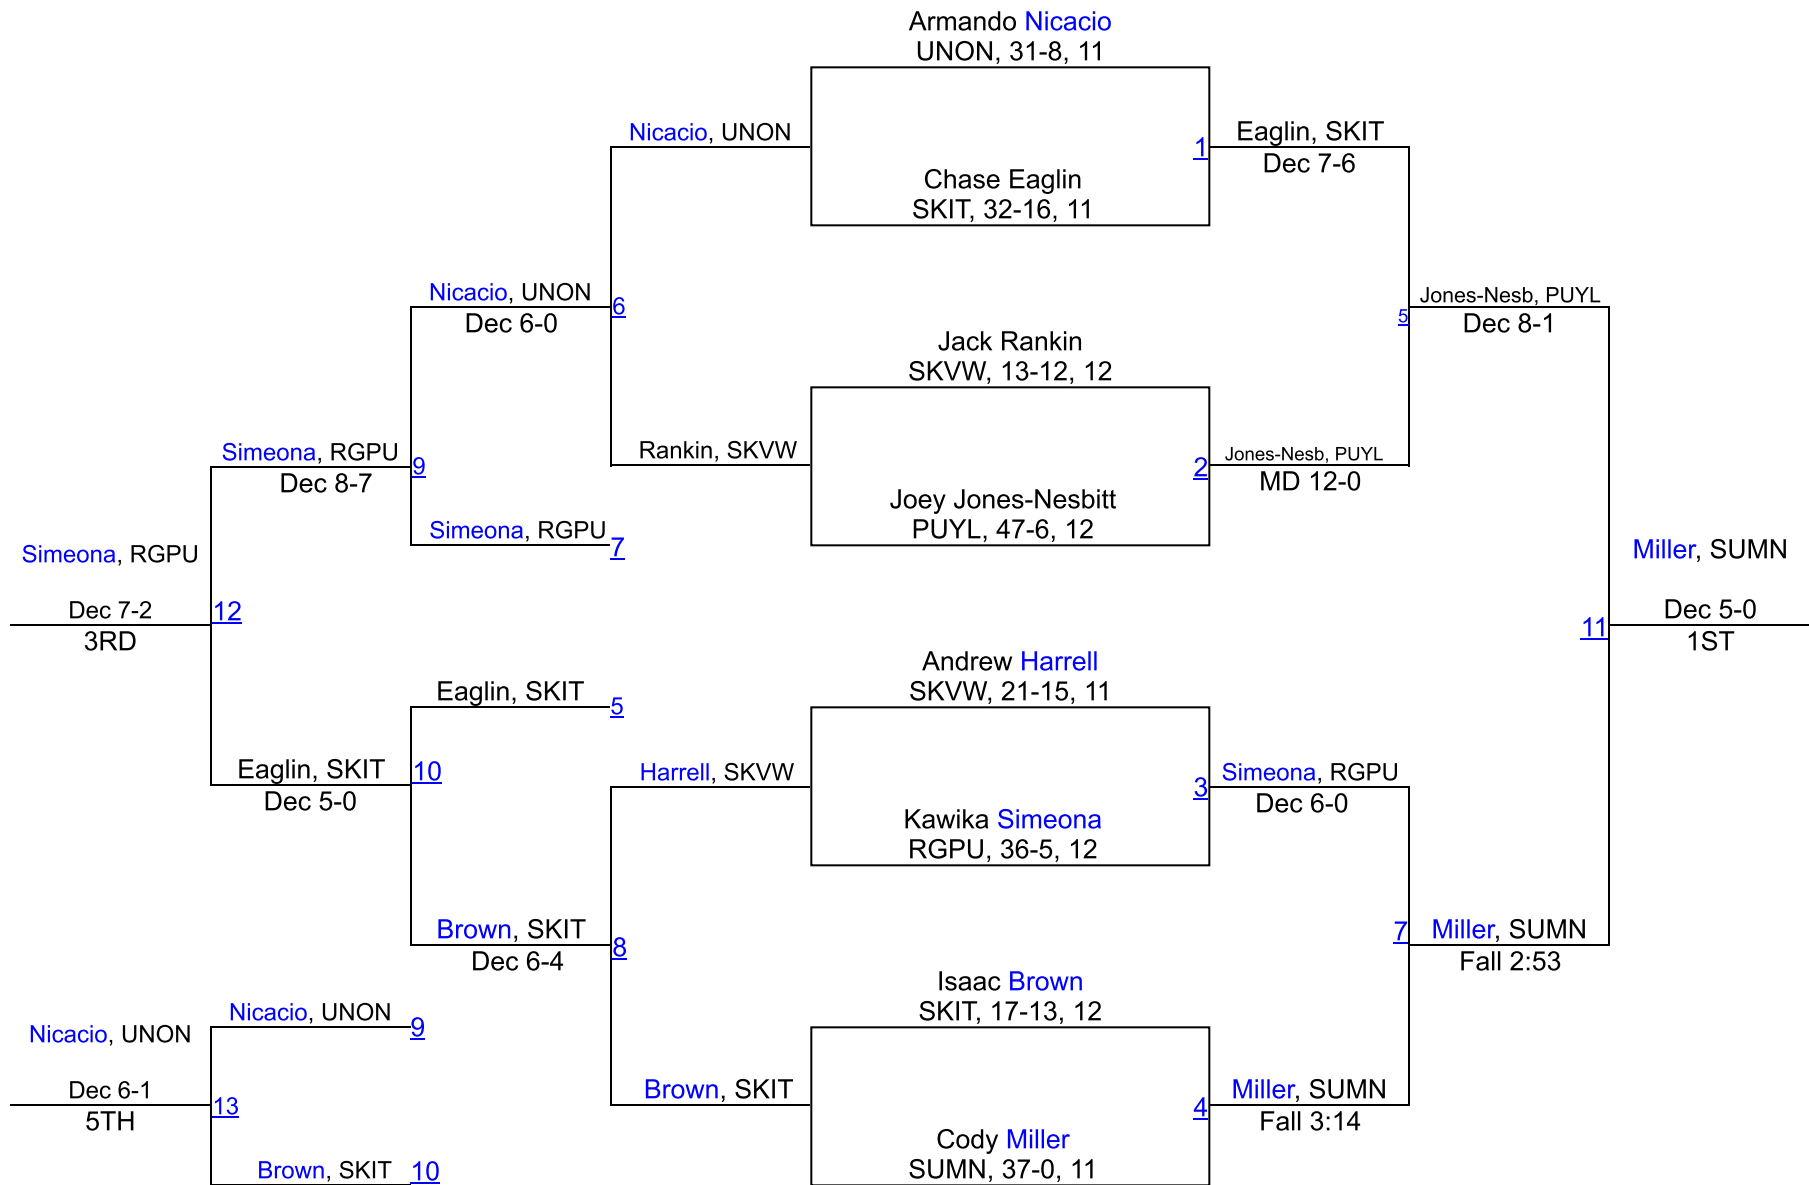 Armando Nicacio
UNON, 31-8, 11
Nicacio, UNON
1
Eaglin, SKIT
Dec 7-6
Chase Eaglin
SKIT, 32-16, 11
Nicacio, UNON
Dec 6-0
6
5
Jones-Nesb, PUYL
Dec 8-1
Jack Rankin
SKVW, 13-12, 12
Simeona, RGPU
Dec 8-7
9
Rankin, SKVW
2
Jones-Nesb, PUYL
MD 12-0
Joey Jones-Nesbitt
PUYL, 47-6, 12
Simeona, RGPU
7
Simeona, RGPU
Dec 7-2
3RD
12
Miller, SUMN
Dec 5-0
1ST
11
Andrew Harrell
SKVW, 21-15, 11
Eaglin, SKIT
5
Eaglin, SKIT
Dec 5-0
10
Harrell, SKVW
3
Simeona, RGPU
Dec 6-0
Kawika Simeona
RGPU, 36-5, 12
Brown, SKIT
Dec 6-4
8
7
Miller, SUMN
Fall 2:53
Isaac Brown
SKIT, 17-13, 12
Nicacio, UNON
9
Nicacio, UNON
Dec 6-1
5TH
13
Brown, SKIT
4
Miller, SUMN
Fall 3:14
Cody Miller
SUMN, 37-0, 11
Brown, SKIT
10